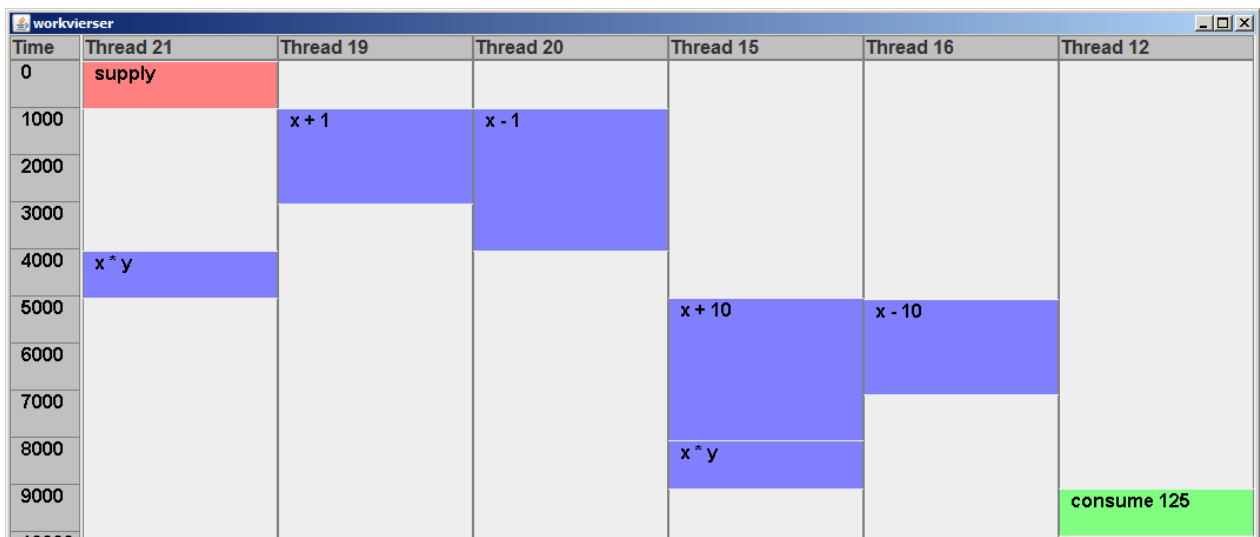 workvierser
Time Thread 21 Thread 19 Thread 20 Thread 15 Thread 16 Thread 12
0 supply
1000 x + 1 x - 1
2000
3000
4000 x * y
5000 x + 10 x - 10
6000
7000
8000 x * y
9000 consume 125